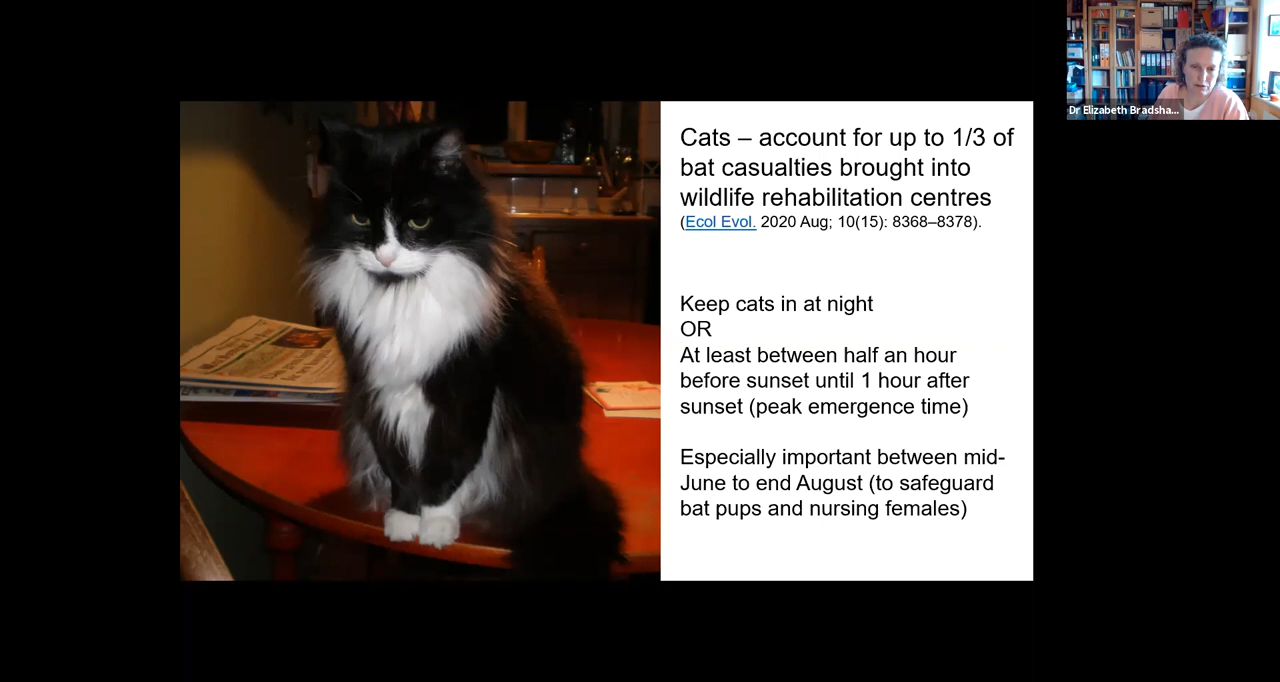 Dr Elizabeth Bradsha...
Cats – account for up to 1/3 of
bat casualties brought into
wildlife rehabilitation centres
(Ecol Evol. 2020 Aug; 10(15): 8368–8378).
Keep cats in at night
OR
At least between half an hour
before sunset until 1 hour after
sunset (peak emergence time)
Especially important between mid-
June to end August (to safeguard
bat pups and nursing females)